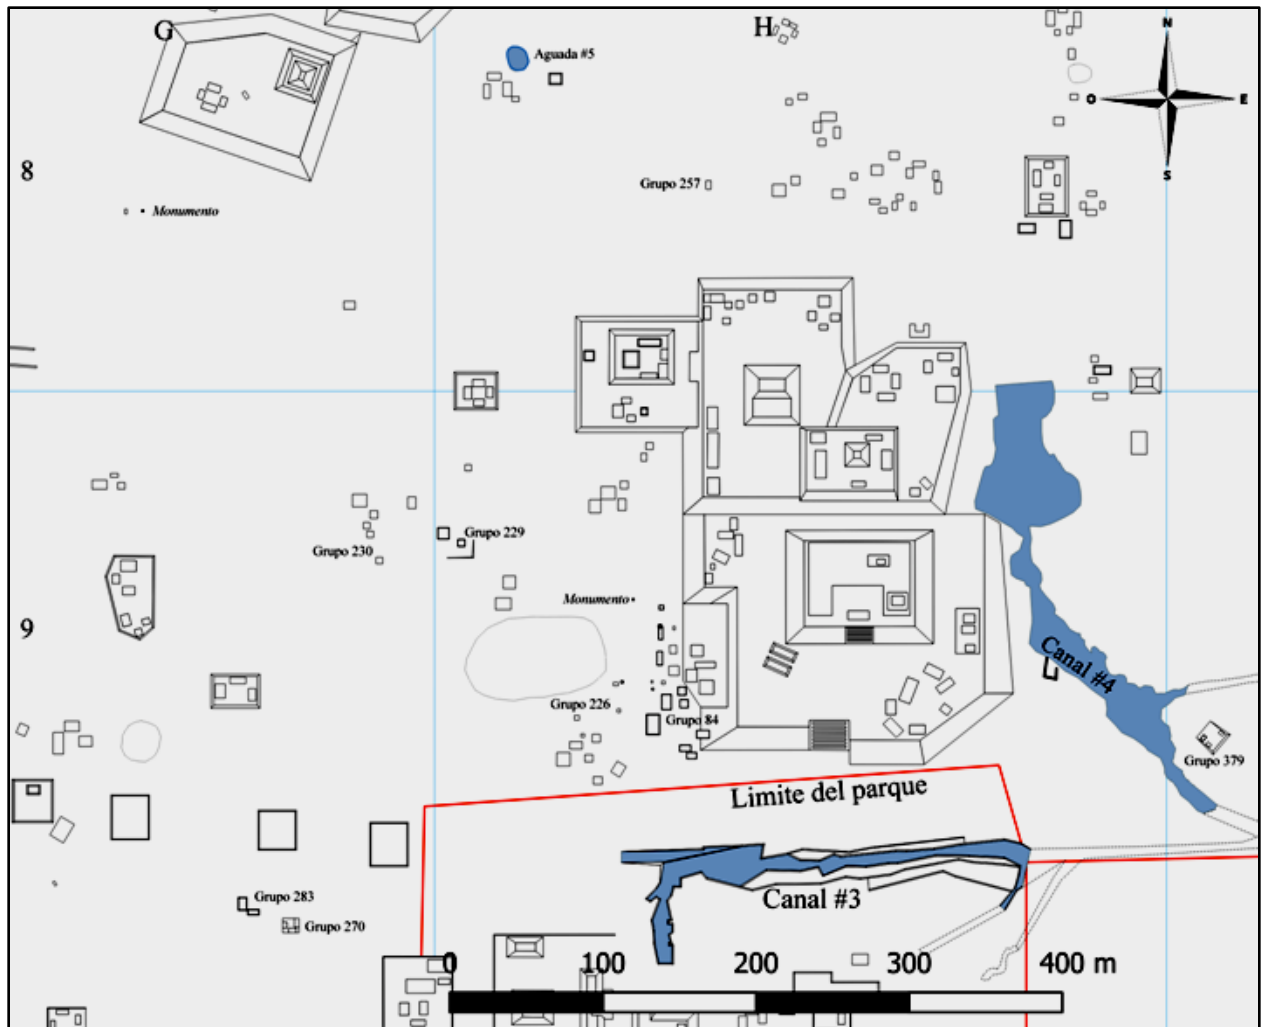 G
H
N
Aguada #5
O
E
8
S
Grupo 257
Monumento
Grupo 229
Grupo 230
Monumento
9
Canal #4
Grupo 226
Grupo 84
Grupo 379
Limite del parque
Grupo 283
Canal #3
Grupo 270
0 100 200 300 400 m